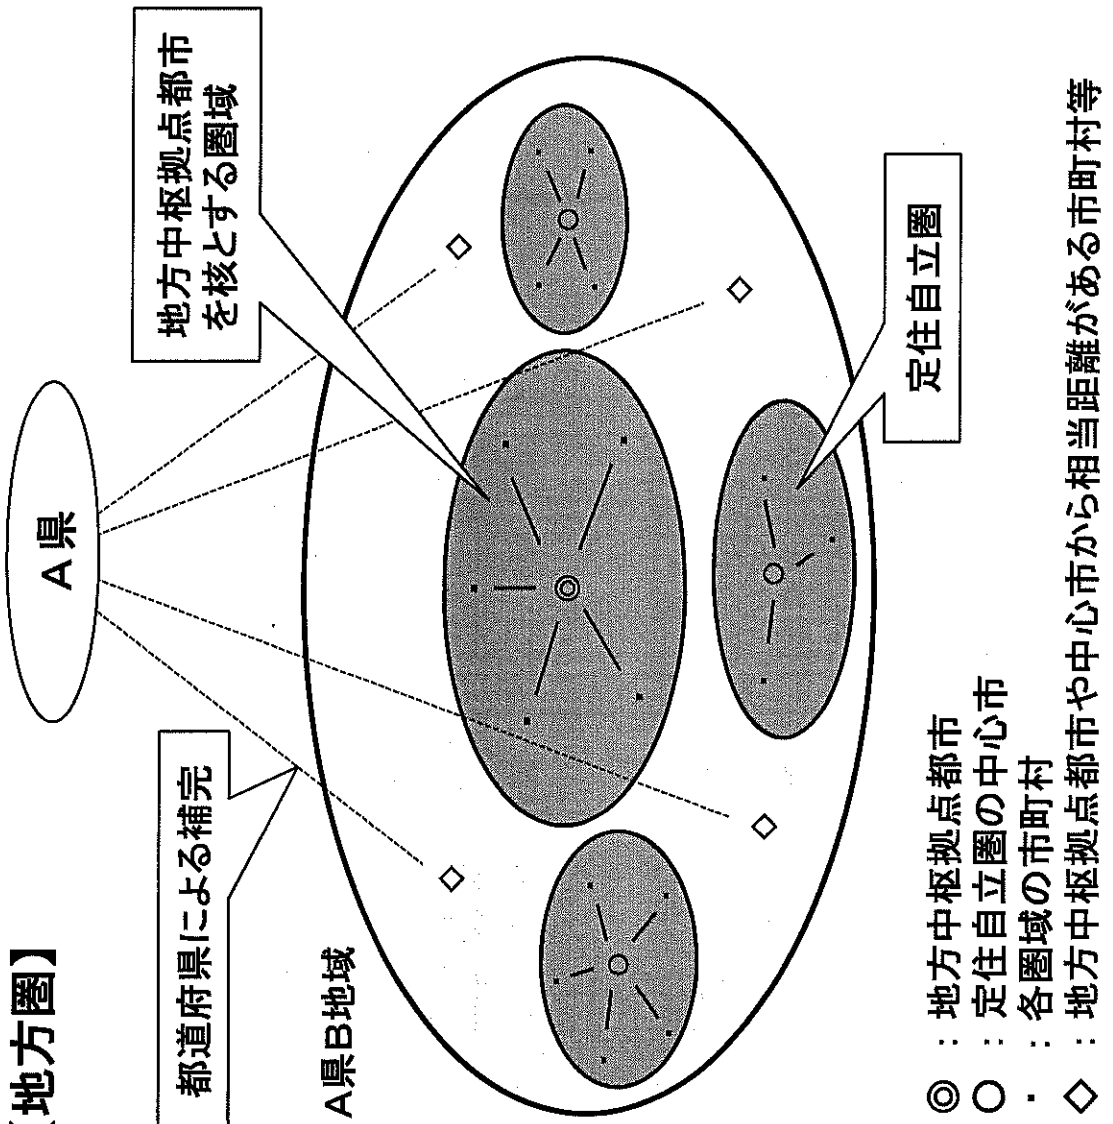 【地方圏】
A県
都道府県による補完
地方中枢拠点都市
を核とする圏域
A県B地域
定住自立圏
◎：地方中枢拠点都市
○：定住自立圏の中心市
・：各圏域の市町村
◇：地方中枢拠点都市や中心市から相当距離がある市町村等